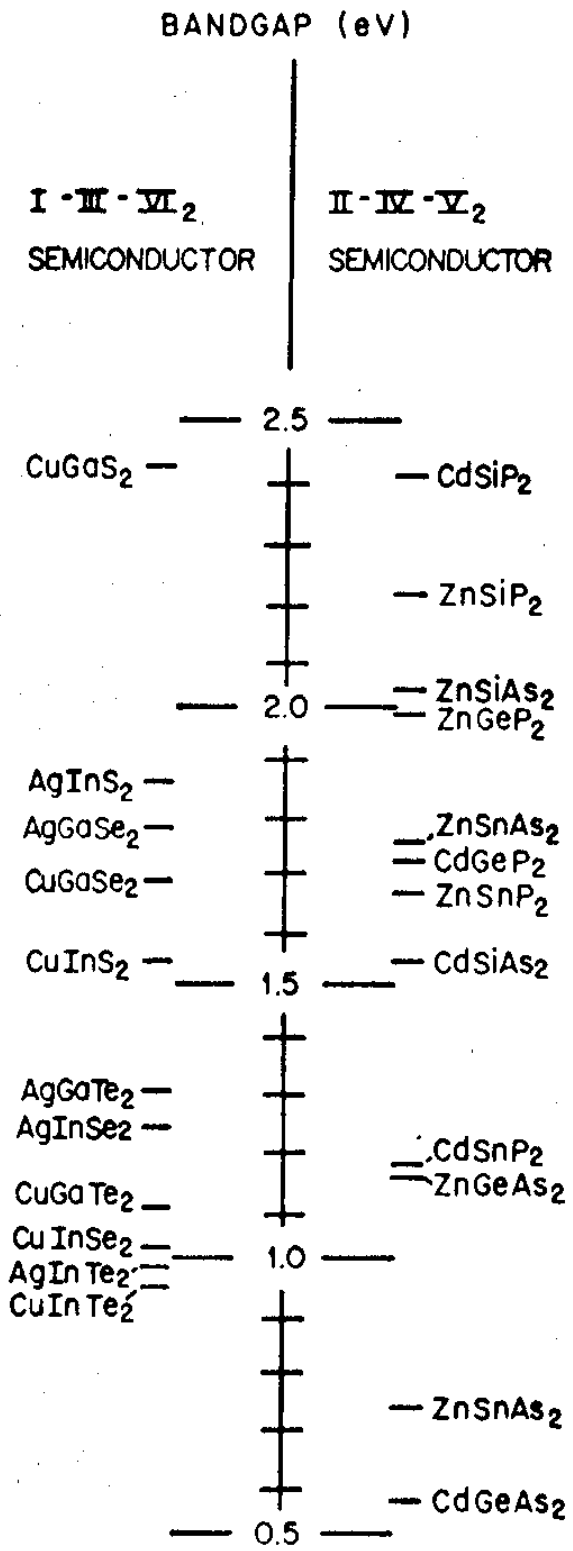 BANDGAP (eV)
I-III-VI₂
SEMICONDUCTOR
II-IV-V₂
SEMICONDUCTOR
2.5
CuGaS₂
CdSiP₂
ZnSiP₂
ZnSiAs₂
2.0
ZnGeP₂
AgInS₂
AgGaSe₂
ZnSnAs₂
CdGeP₂
CuGaSe₂
ZnSnP₂
CuInS₂
CdSiAs₂
1.5
AgGaTe₂
AgInSe₂
CdSnP₂
ZnGeAs₂
CuGaTe₂
CuInSe₂
1.0
AgInTe₂
CuInTe₂
ZnSnAs₂
CdGeAs₂
0.5